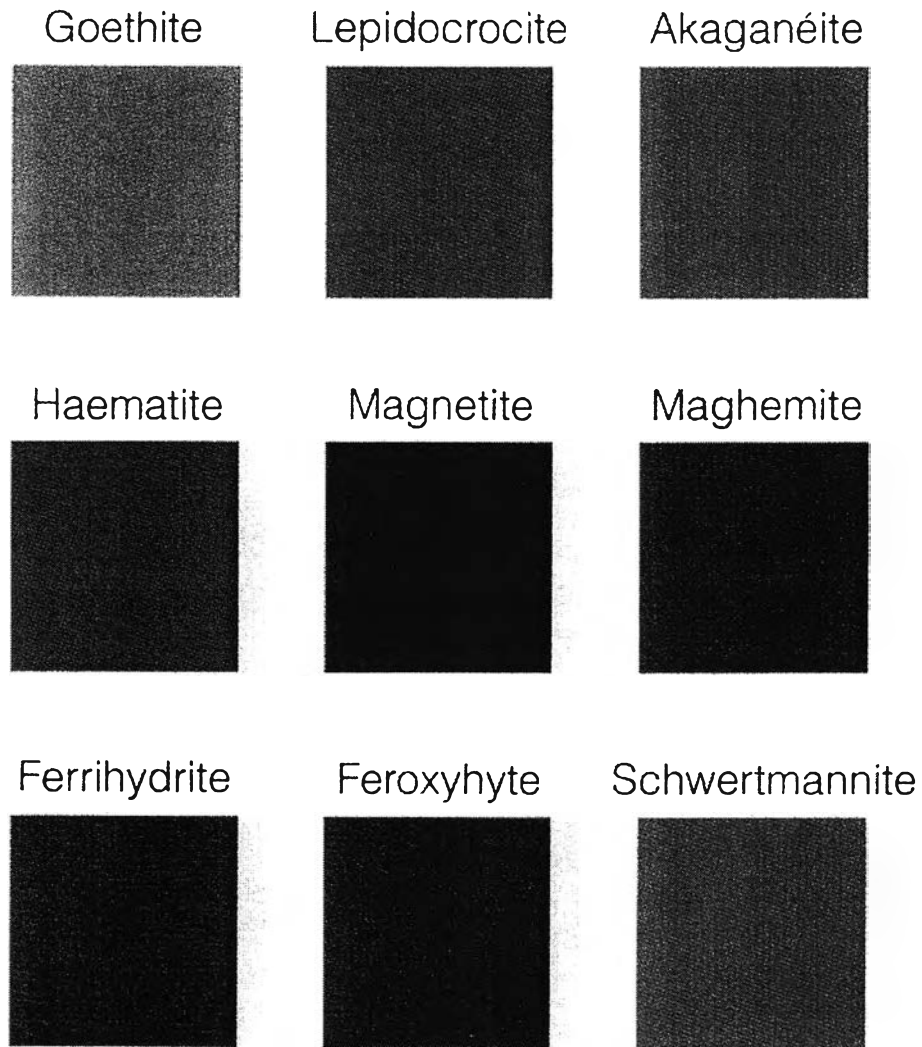 Goethite Lepidocrocite Akaganéite
Haematite Magnetite Maghemite
Ferrihydrite Feroxyhyte Schwertmannite